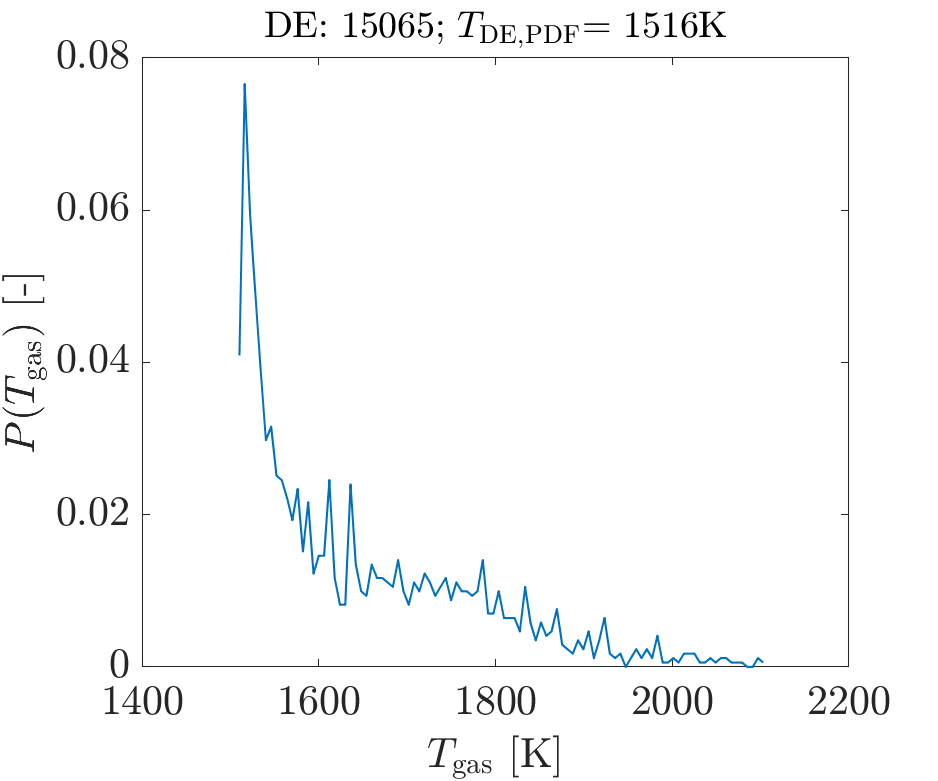 DE: 15065; T_DE,PDF= 1516K
0.08
0.06
0.04
0.02
0
P(T_gas) [-]
1400 1600 1800 2000 2200
T_gas [K]